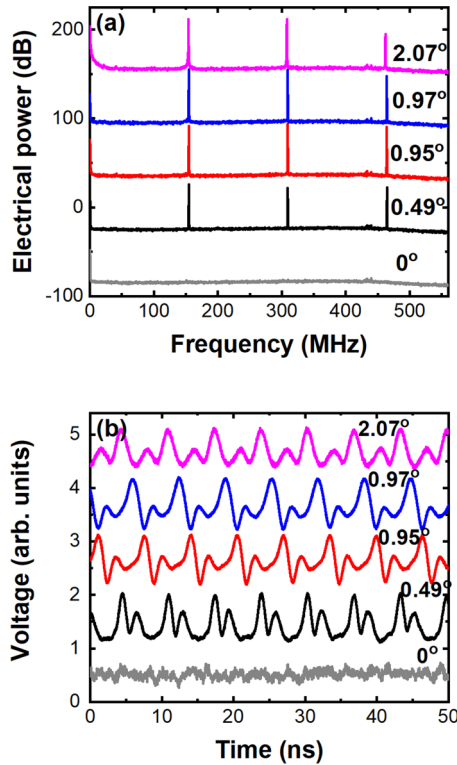 (a)
200
100
0
-100
Electrical power (dB)
2.07°
0.97°
0.95°
0.49°
0°
0 100 200 300 400 500
Frequency (MHz)
(b)
5
4
3
2
1
0
Voltage (arb. units)
2.07°
0.97°
0.95°
0.49°
0°
0 10 20 30 40 50
Time (ns)